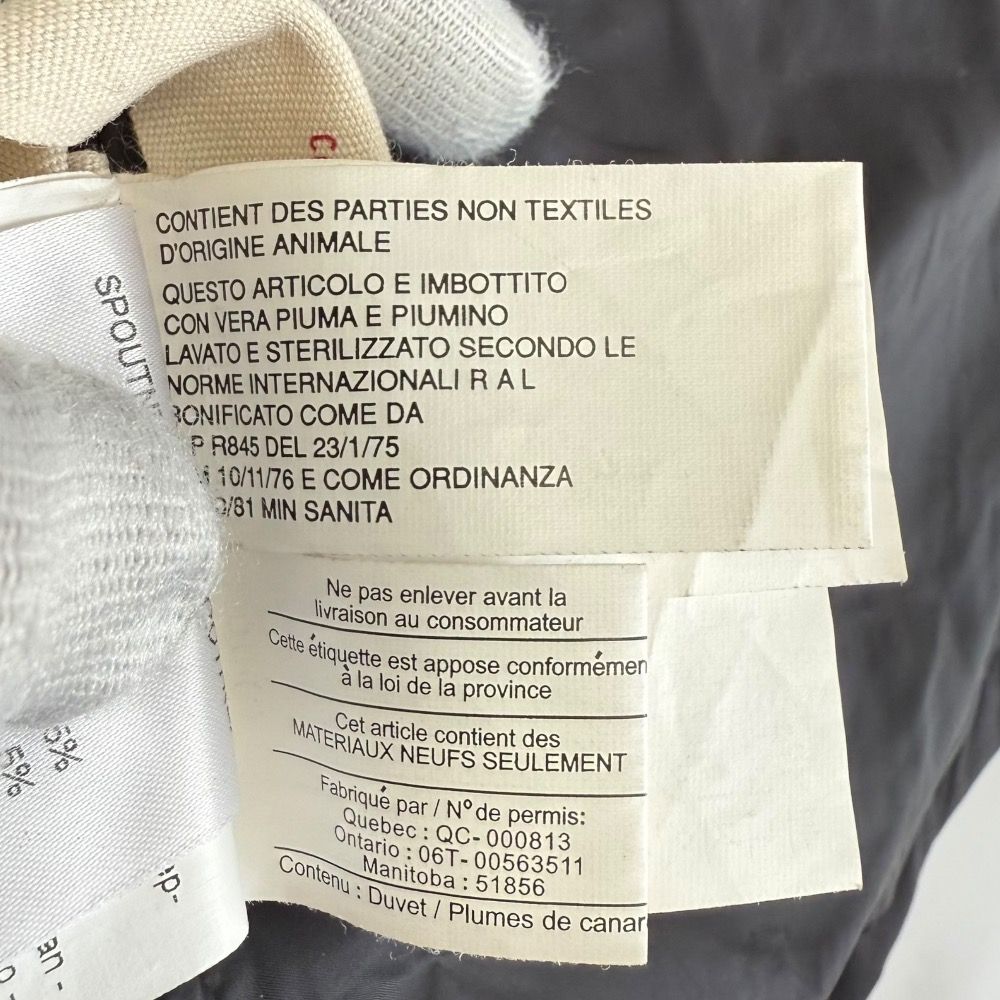 CONTIENT DES PARTIES NON TEXTILES
D'ORIGINE ANIMALE
QUESTO ARTICOLO E IMBOTTITO
CON VERA PIUMA E PIUMINO
LAVATO E STERILIZZATO SECONDO LE
NORME INTERNAZIONALI R A L
BONIFICATO COME DA
P R845 DEL 23/1/75
10/11/76 E COME ORDINANZA
/81 MIN SANITA
Ne pas enlever avant la
livraison au consommateur
Cette étiquette est appose conformémen
à la loi de la province
Cet article contient des
MATERIAUX NEUFS SEULEMENT
Fabriqué par / Nº de permis:
Quebec : QC-000813
Ontario : 06T-00563511
Manitoba : 51856
Contenu : Duvet / Plumes de canar
SPOUTN
5%
5%